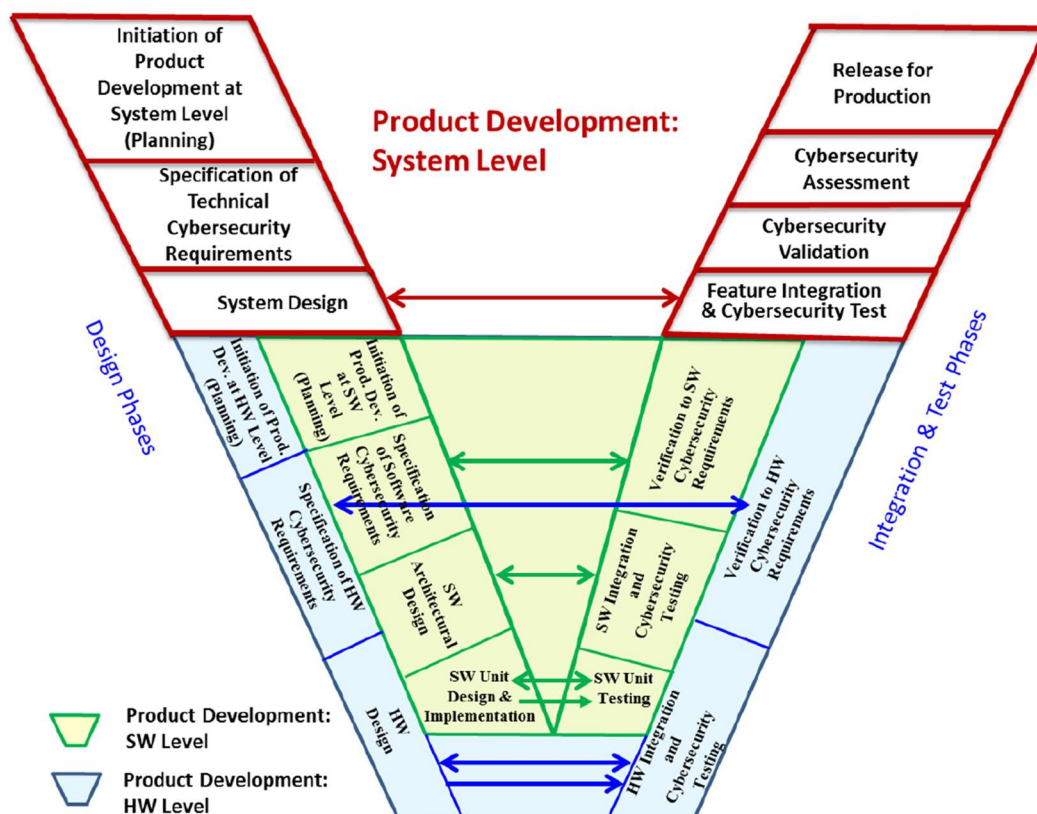 Initiation of
Product
Development at
System Level
(Planning)
Specification of
Technical
Cybersecurity
Requirements
System Design
Product Development:
System Level
Release for
Production
Cybersecurity
Assessment
Cybersecurity
Validation
Feature Integration
& Cybersecurity Test
Design Phases
Integration & Test Phases
Initiation of Prod.
Dev. at HW Level
(Planning)
Initiation of
Prod. Dev.
at SW
Level
(Planning)
Specification
of Software
Cybersecurity
Requirements
Verification to SW
Cybersecurity
Requirements
Specification of HW
Cybersecurity
Requirements
Verification to HW
Cybersecurity
Requirements
SW
Architectural
Design
SW Integration
and
Cybersecurity
Testing
SW Unit
Design &
Implementation
SW Unit
Testing
HW
Design
HW Integration
and
Cybersecurity
Testing
Product Development:
SW Level
Product Development:
HW Level